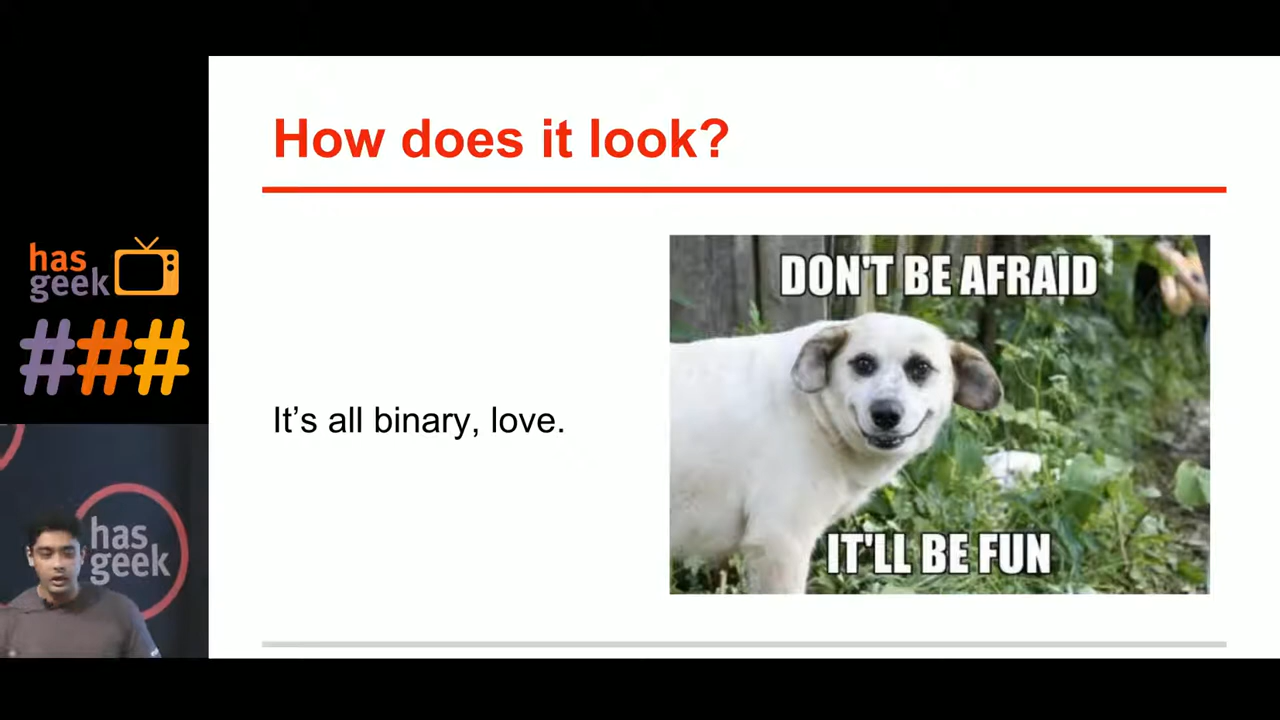 How does it look?
has
geek
###
It's all binary, love.
DON'T BE AFRAID
IT'LL BE FUN
has
geek